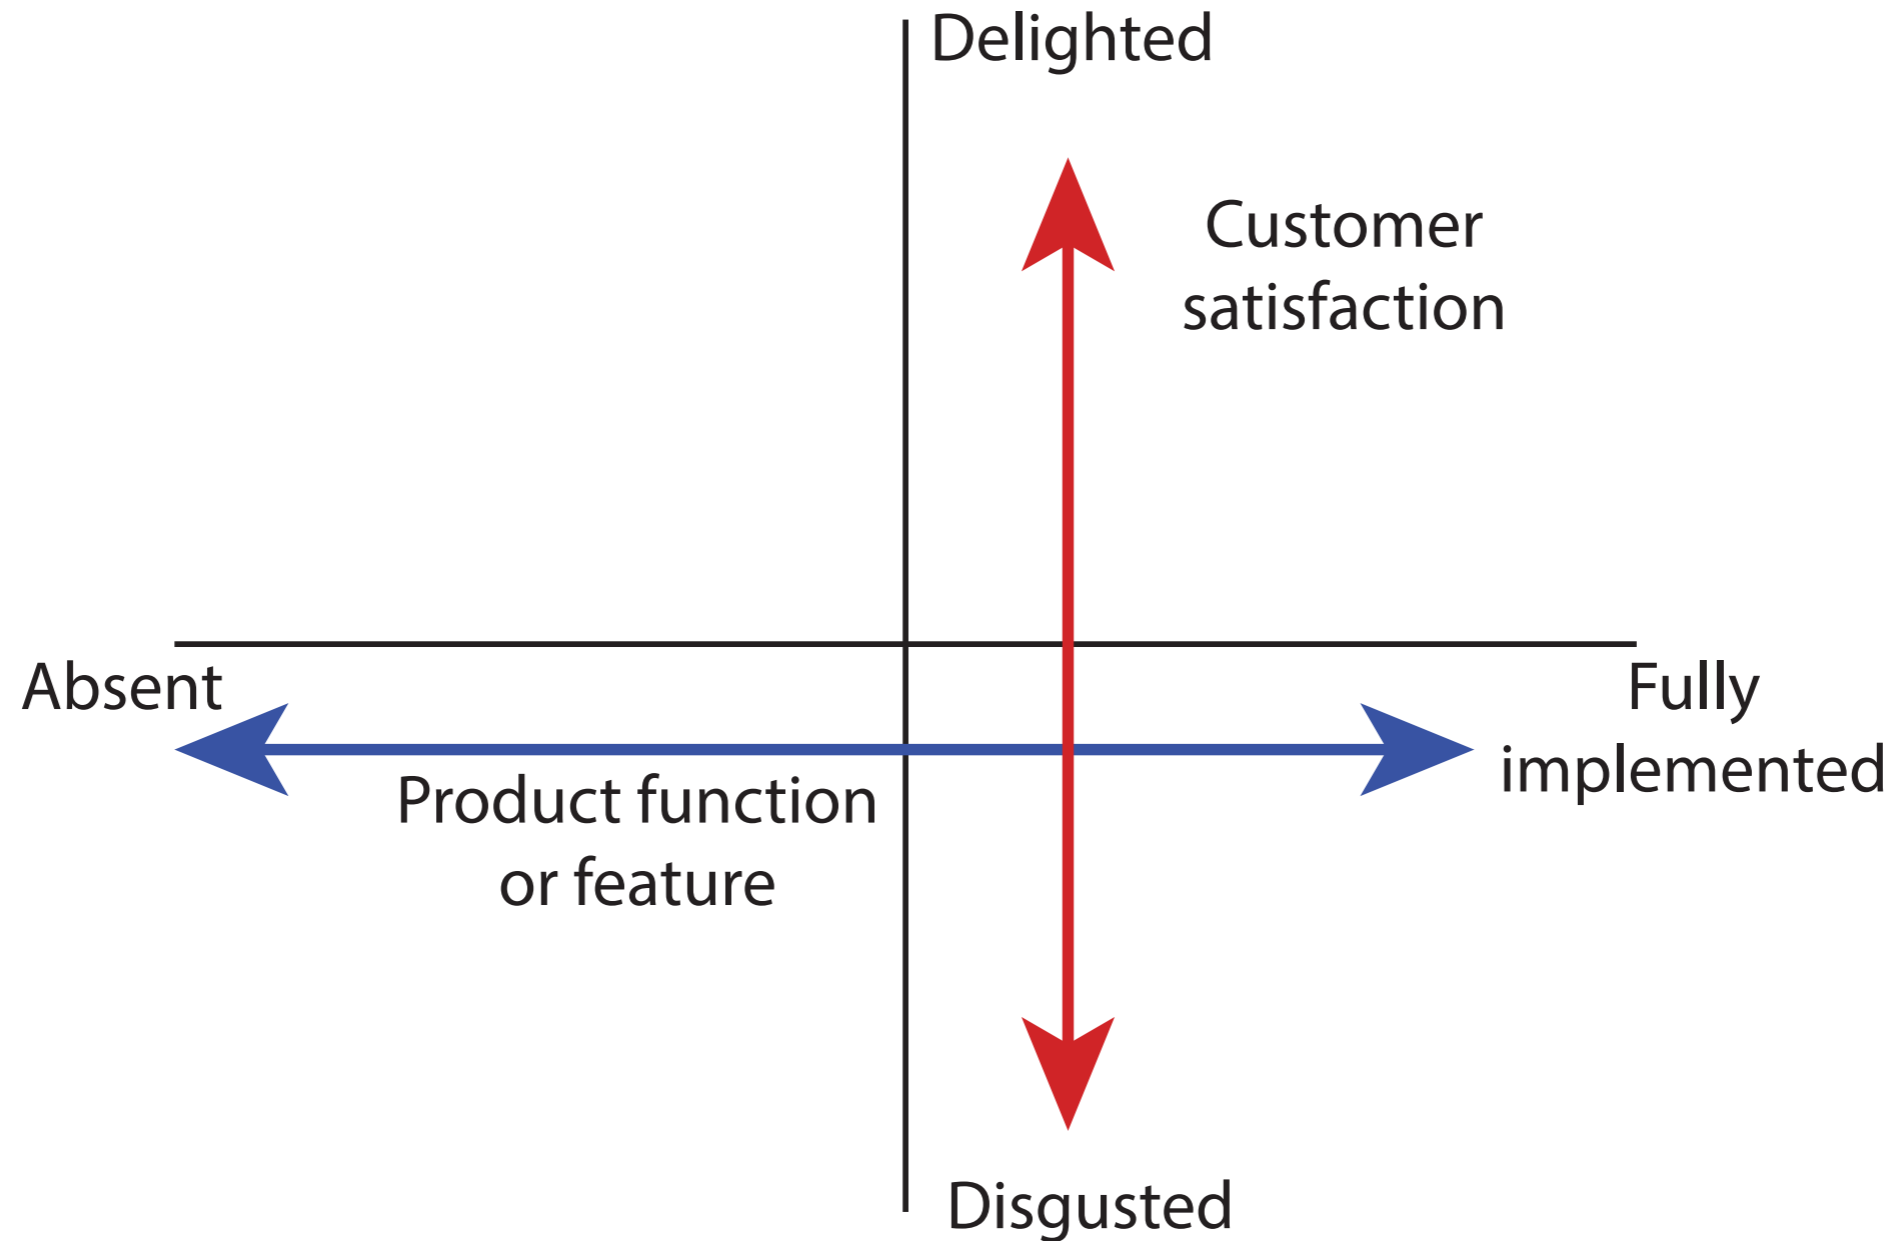 Delighted
Customer
satisfaction
Absent
Fully
implemented
Product function
or feature
Disgusted